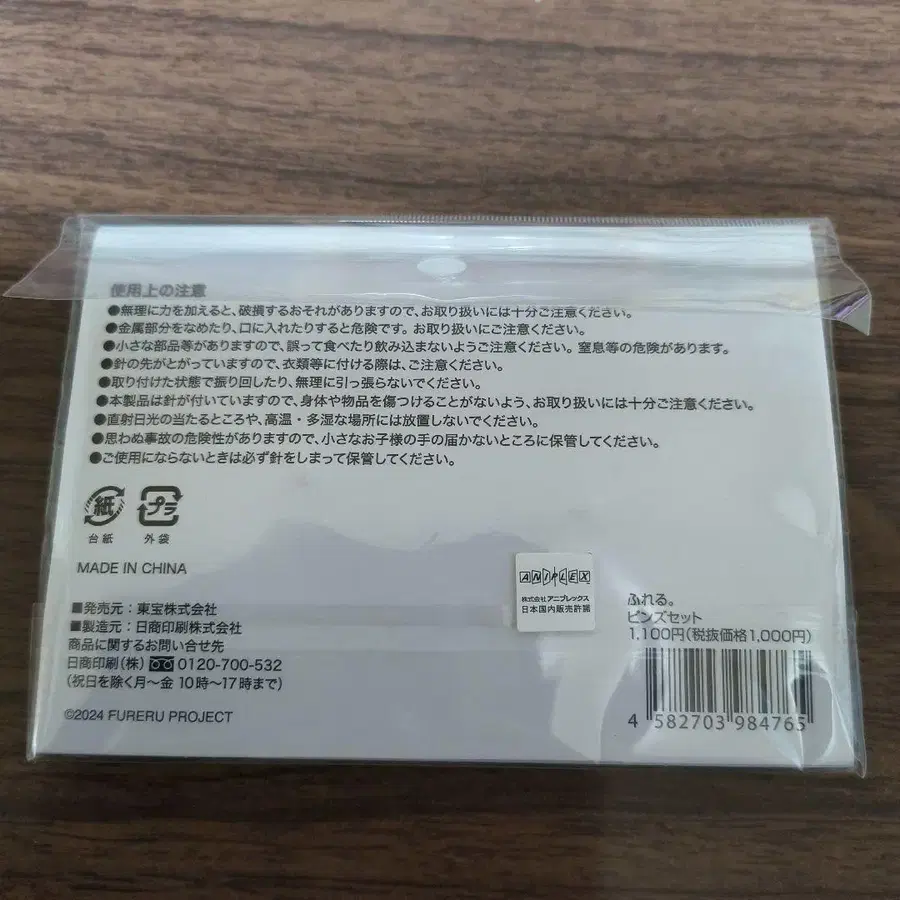 使用上の注意
●無理に力を加えると、破損するおそれがありますので、お取り扱いには十分ご注意ください。
●金属部分をなめたり、口に入れたりすると危険です。お取り扱いにご注意ください。
●小さな部品等がありますので、誤って食べたり飲み込まないようご注意ください。窒息等の危険があります。
●針の先がとがっていますので、衣類等に付ける際は、ご注意ください。
●取り付けた状態で振り回したり、無理に引っ張らないでください。
●本製品は針が付いていますので、身体や物品を傷つけることがないよう、お取り扱いには十分ご注意ください。
●直射日光の当たるところや、高温・多湿な場所には放置しないでください。
●思わぬ事故の危険性がありますので、小さなお子様の手の届かないところに保管してください。
●ご使用にならないときは必ず針をしまって保管してください。
紙 プラ
台紙 外袋
MADE IN CHINA
■発売元：東宝株式会社
■製造元：日商印刷株式会社
商品に関するお問い合せ先
日商印刷（株） 0120-700-532
（祝日を除く月〜金 10時〜17時まで）
©2024 FURERU PROJECT
ANIPLEX
株式会社アニプレックス
日本国内販売許諾
ふれる。
ピンズセット
1,100円（税抜価格1,000円）
4 582703 984765